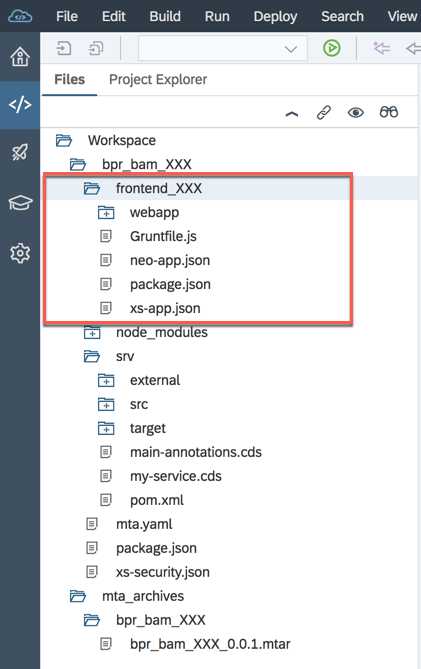 File Edit Build Run Deploy Search View
Files Project Explorer
Workspace
bpr_bam_XXX
frontend_XXX
webapp
Gruntfile.js
neo-app.json
package.json
xs-app.json
node_modules
srv
external
src
target
main-annotations.cds
my-service.cds
pom.xml
mta.yaml
package.json
xs-security.json
mta_archives
bpr_bam_XXX
bpr_bam_XXX_0.0.1.mtar